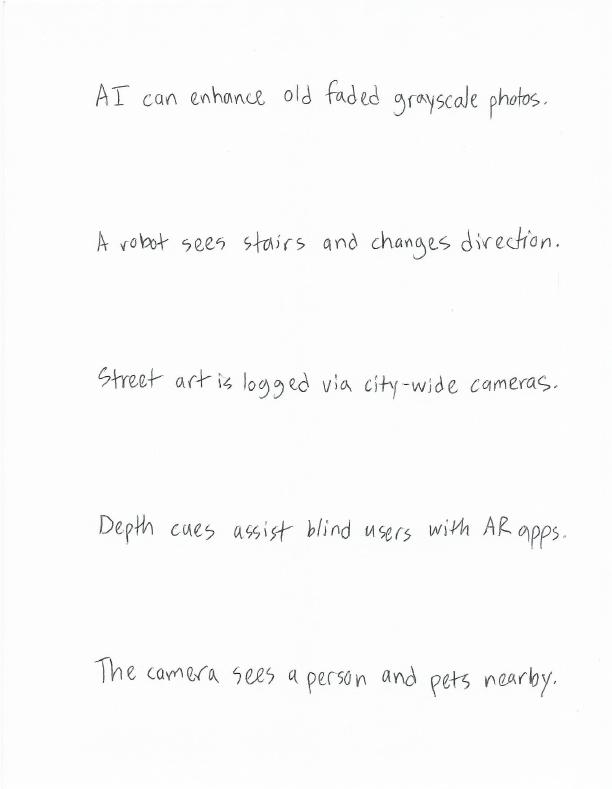 AI can enhance old faded grayscale photos.
A robot sees stairs and changes direction.
Street art is logged via city-wide cameras.
Depth cues assist blind users with AR apps.
The camera sees a person and pets nearby.